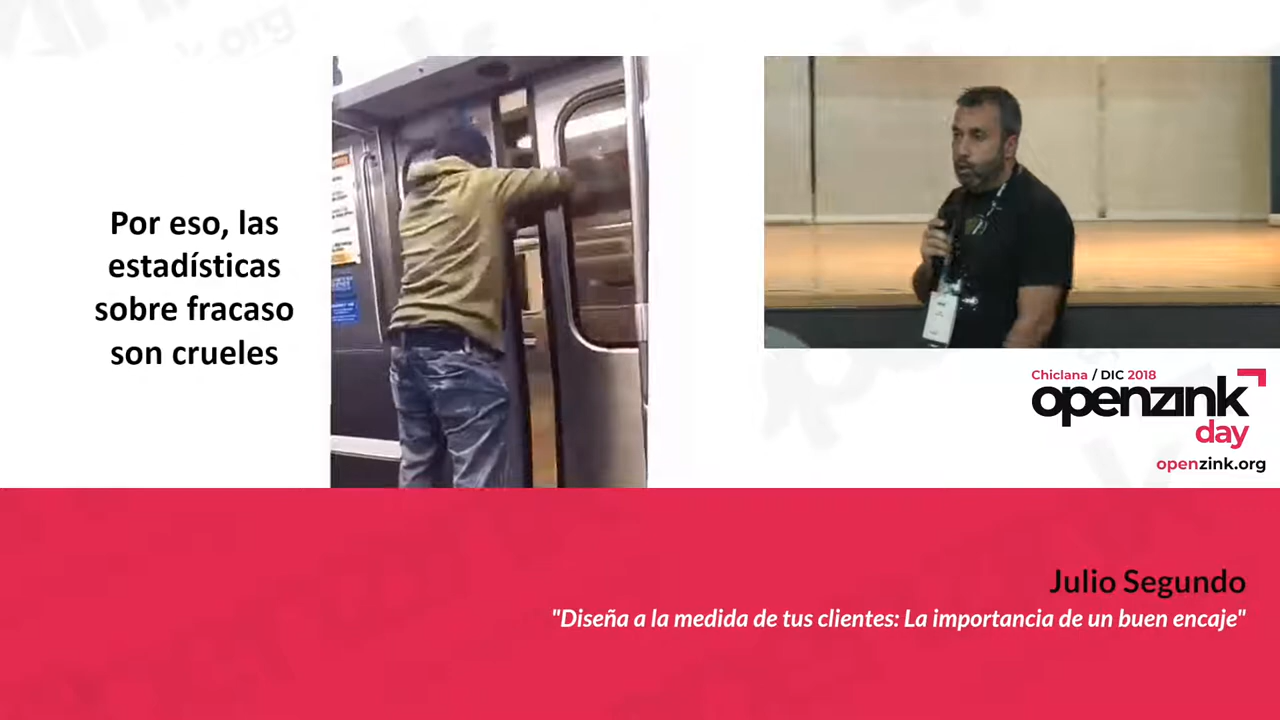 Por eso, las
estadísticas
sobre fracaso
son crueles
Chiclana / DIC 2018
openzink
day
openzink.org
Julio Segundo
"Diseña a la medida de tus clientes: La importancia de un buen encaje"